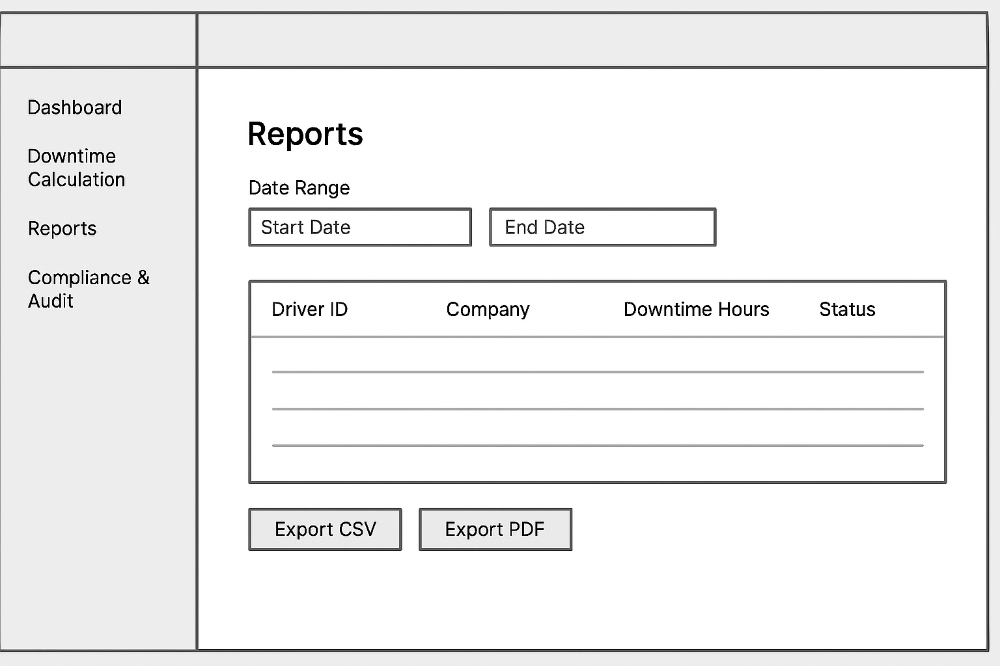 Dashboard
Downtime
Calculation
Reports
Compliance &
Audit
Reports
Date Range
Start Date
End Date
Driver ID
Company
Downtime Hours
Status
Export CSV
Export PDF